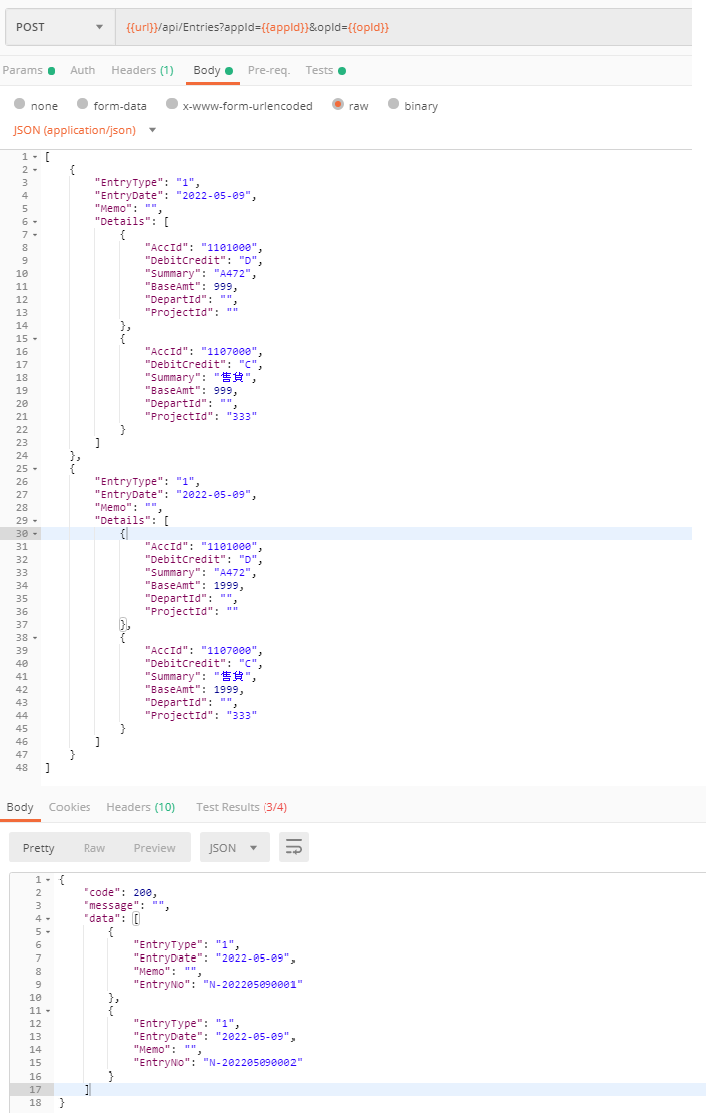 POST {{url}}/api/Entries?appId={{appId}}&opId={{opId}}
Params Auth Headers (1) Body Pre-req. Tests
none form-data x-www-form-urlencoded raw binary
JSON (application/json)
1 [
2 {
3 "EntryType": "1",
4 "EntryDate": "2022-05-09",
5 "Memo": "",
6 "Details": [
7 {
8 "AccId": "1101000",
9 "DebitCredit": "D",
10 "Summary": "A472",
11 "BaseAmt": 999,
12 "DepartId": "",
13 "ProjectId": ""
14 },
15 {
16 "AccId": "1107000",
17 "DebitCredit": "C",
18 "Summary": "售貨",
19 "BaseAmt": 999,
20 "DepartId": "",
21 "ProjectId": "333"
22 }
23 ]
24 },
25 {
26 "EntryType": "1",
27 "EntryDate": "2022-05-09",
28 "Memo": "",
29 "Details": [
30 {
31 "AccId": "1101000",
32 "DebitCredit": "D",
33 "Summary": "A472",
34 "BaseAmt": 1999,
35 "DepartId": "",
36 "ProjectId": ""
37 },
38 {
39 "AccId": "1107000",
40 "DebitCredit": "C",
41 "Summary": "售貨",
42 "BaseAmt": 1999,
43 "DepartId": "",
44 "ProjectId": "333"
45 }
46 ]
47 }
48 ]
Body Cookies Headers (10) Test Results (3/4)
Pretty Raw Preview JSON
1 {
2 "code": 200,
3 "message": "",
4 "data": [
5 {
6 "EntryType": "1",
7 "EntryDate": "2022-05-09",
8 "Memo": "",
9 "EntryNo": "N-202205090001"
10 },
11 {
12 "EntryType": "1",
13 "EntryDate": "2022-05-09",
14 "Memo": "",
15 "EntryNo": "N-202205090002"
16 }
17 ]
18 }